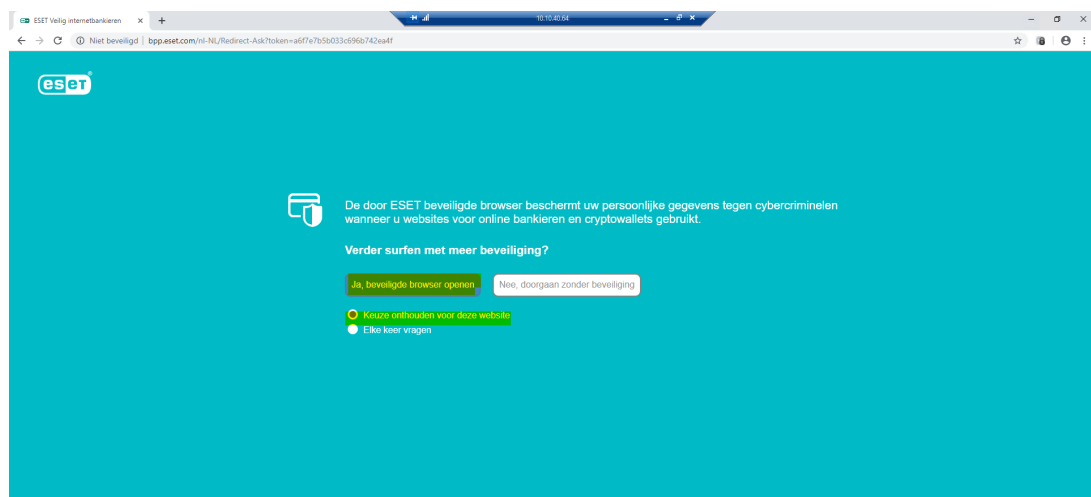 ESET Veilig internetbankieren
10.10.40.64
Niet beveiligd | bpp.eset.com/nl-NL/Redirect-Ask?token=a6f7e7b5b033c696b742ea4f
eset
De door ESET beveiligde browser beschermt uw persoonlijke gegevens tegen cybercriminelen
wanneer u websites voor online bankieren en cryptowallets gebruikt.
Verder surfen met meer beveiliging?
Ja, beveiligde browser openen
Nee, doorgaan zonder beveiliging
Keuze onthouden voor deze website
Elke keer vragen